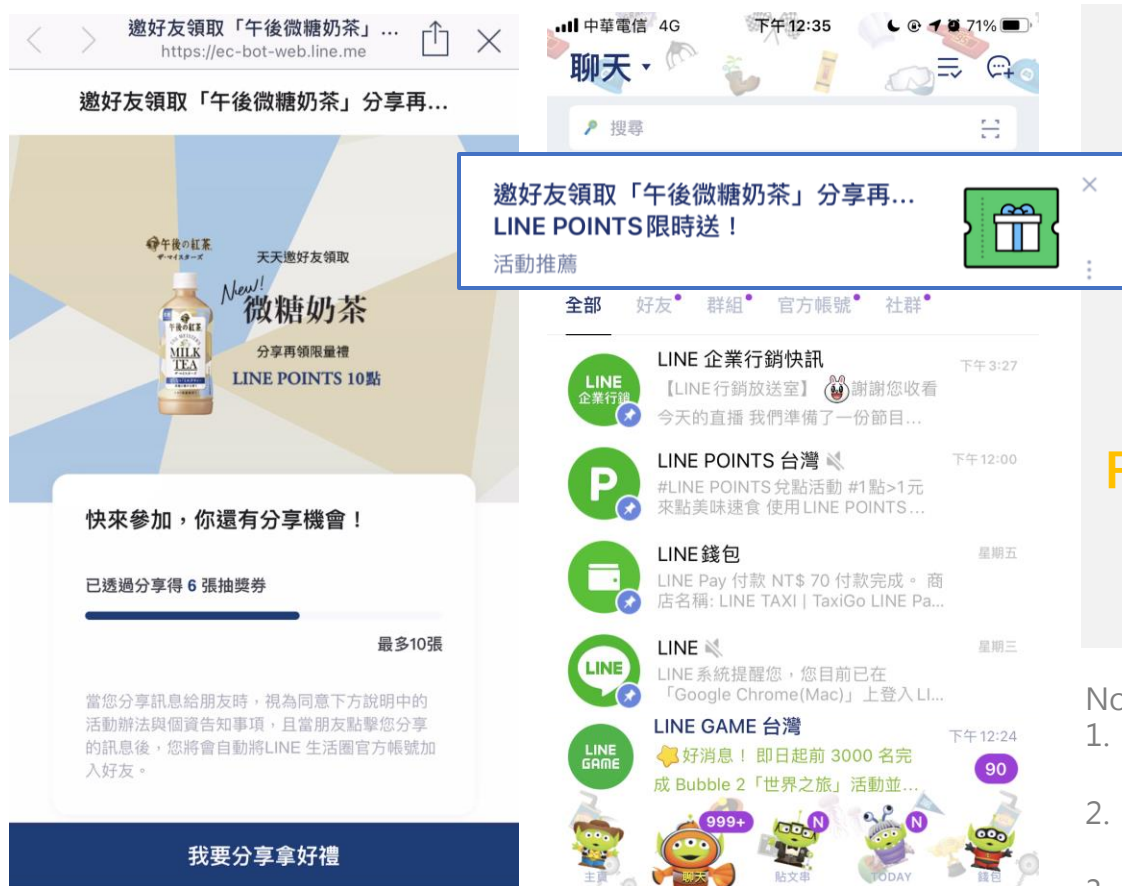 邀好友領取「午後微糖奶茶」...
https://ec-bot-web.line.me
邀好友領取「午後微糖奶茶」分享再...
午後の紅茶
ザ・マイスターズ
天天邀好友領取
New!
微糖奶茶
分享再領限量禮
LINE POINTS 10點
午後の紅茶
MILK
TEA
快來參加，你還有分享機會！
已透過分享得 6 張抽獎券
最多10張
當您分享訊息給朋友時，視為同意下方說明中的
活動辦法與個資告知事項，且當朋友點擊您分享
的訊息後，您將會自動將LINE 生活圈官方帳號加
入好友。
我要分享拿好禮
中華電信 4G
下午12:35
71%
聊天
搜尋
邀好友領取「午後微糖奶茶」分享再...
LINE POINTS限時送！
活動推薦
全部 好友 群組 官方帳號 社群
LINE
企業行銷
LINE 企業行銷快訊
下午3:27
【LINE行銷放送室】 謝謝您收看
今天的直播 我們準備了一份節目...
P
LINE POINTS 台灣
下午12:00
#LINE POINTS兌點活動 #1點>1元
來點美味速食 使用LINE POINTS...
LINE錢包
星期五
LINE Pay 付款 NT$ 70 付款完成。 商
店名稱: LINE TAXI | TaxiGo LINE Pa...
LINE
LINE
星期三
LINE系統提醒您，您目前已在
「Google Chrome(Mac)」上登入LI...
LINE
GAME
LINE GAME 台灣
下午12:24
好消息！ 即日起前 3000 名完
成 Bubble 2「世界之旅」活動並...
90
999+
N
N
主頁 聊天 貼文串 TODAY 錢包
No
1.
2.